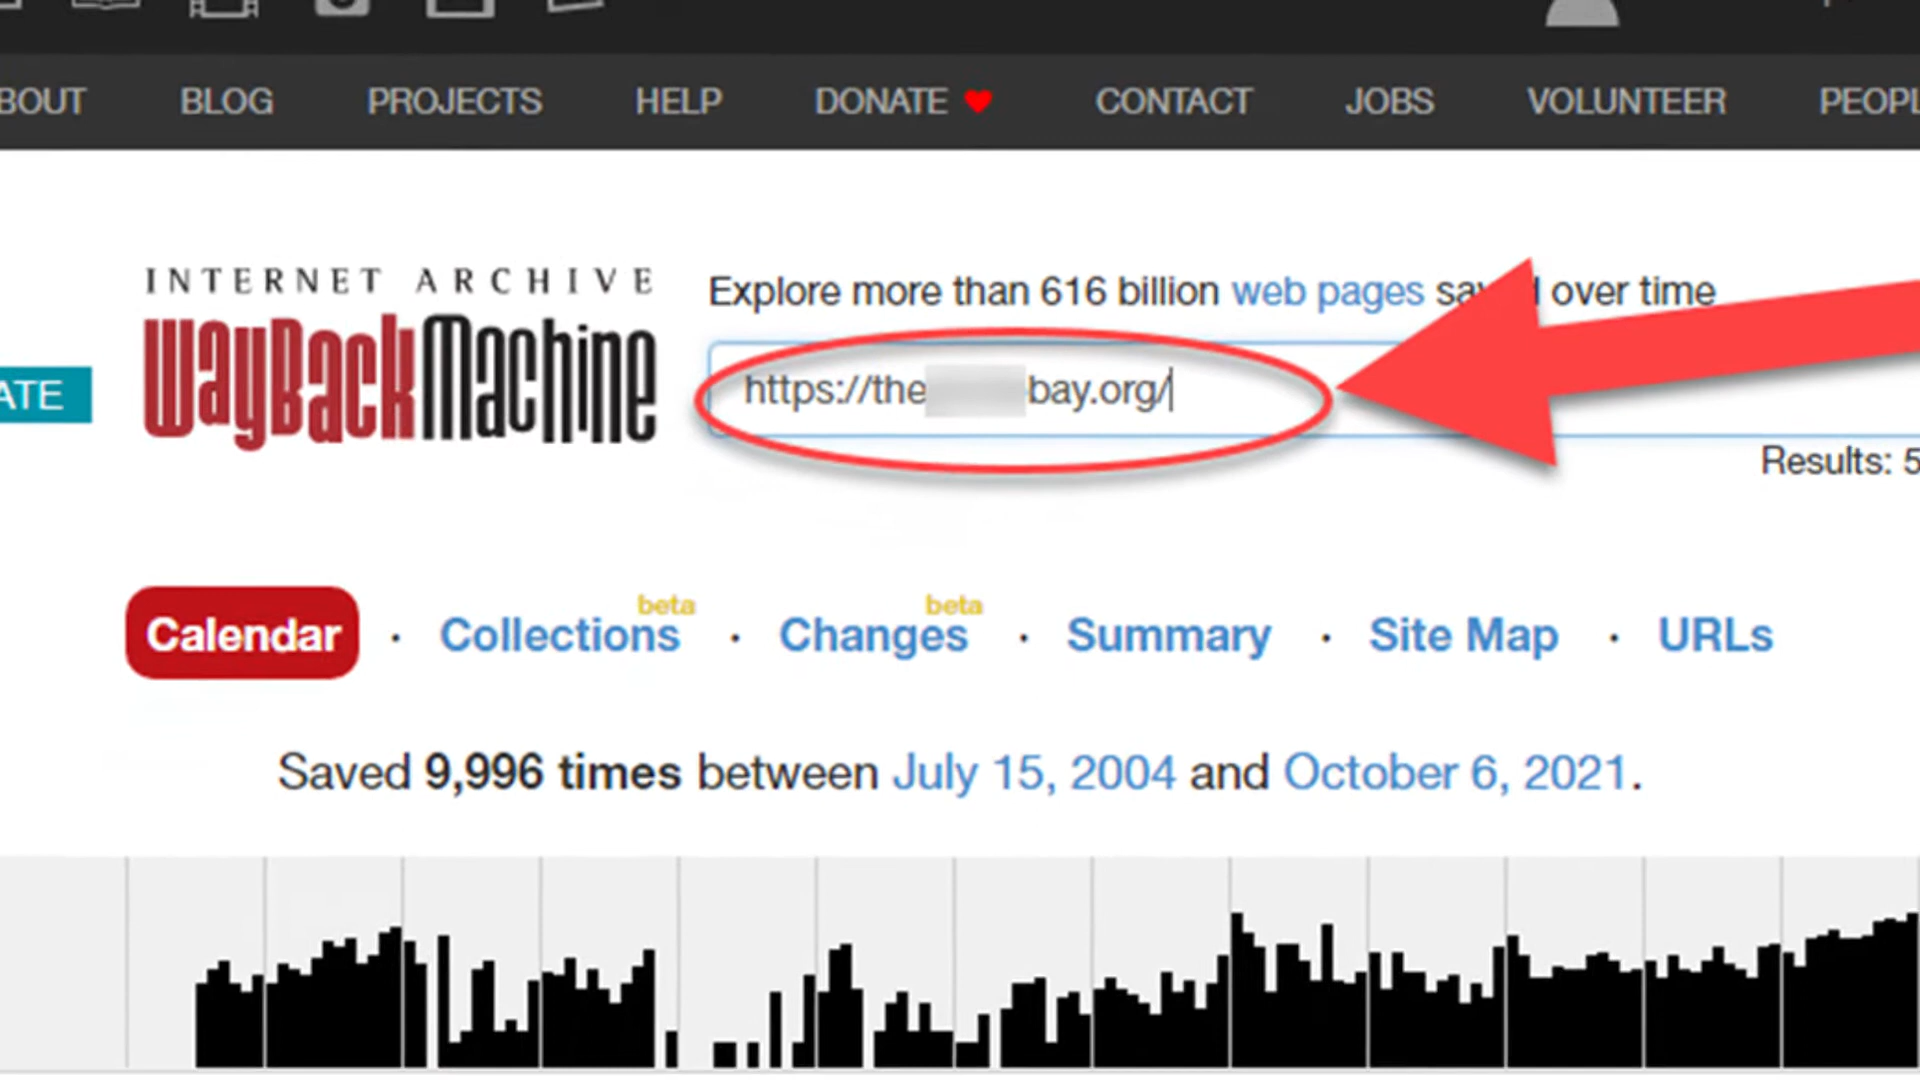 BOUT BLOG PROJECTS HELP DONATE CONTACT JOBS VOLUNTEER PEOPL
INTERNET ARCHIVE
WayBackMachine
ATE
Explore more than 616 billion web pages over time
https://the bay.org/
Results: 5
Calendar · Collections beta · Changes beta · Summary · Site Map · URLs
Saved 9,996 times between July 15, 2004 and October 6, 2021.